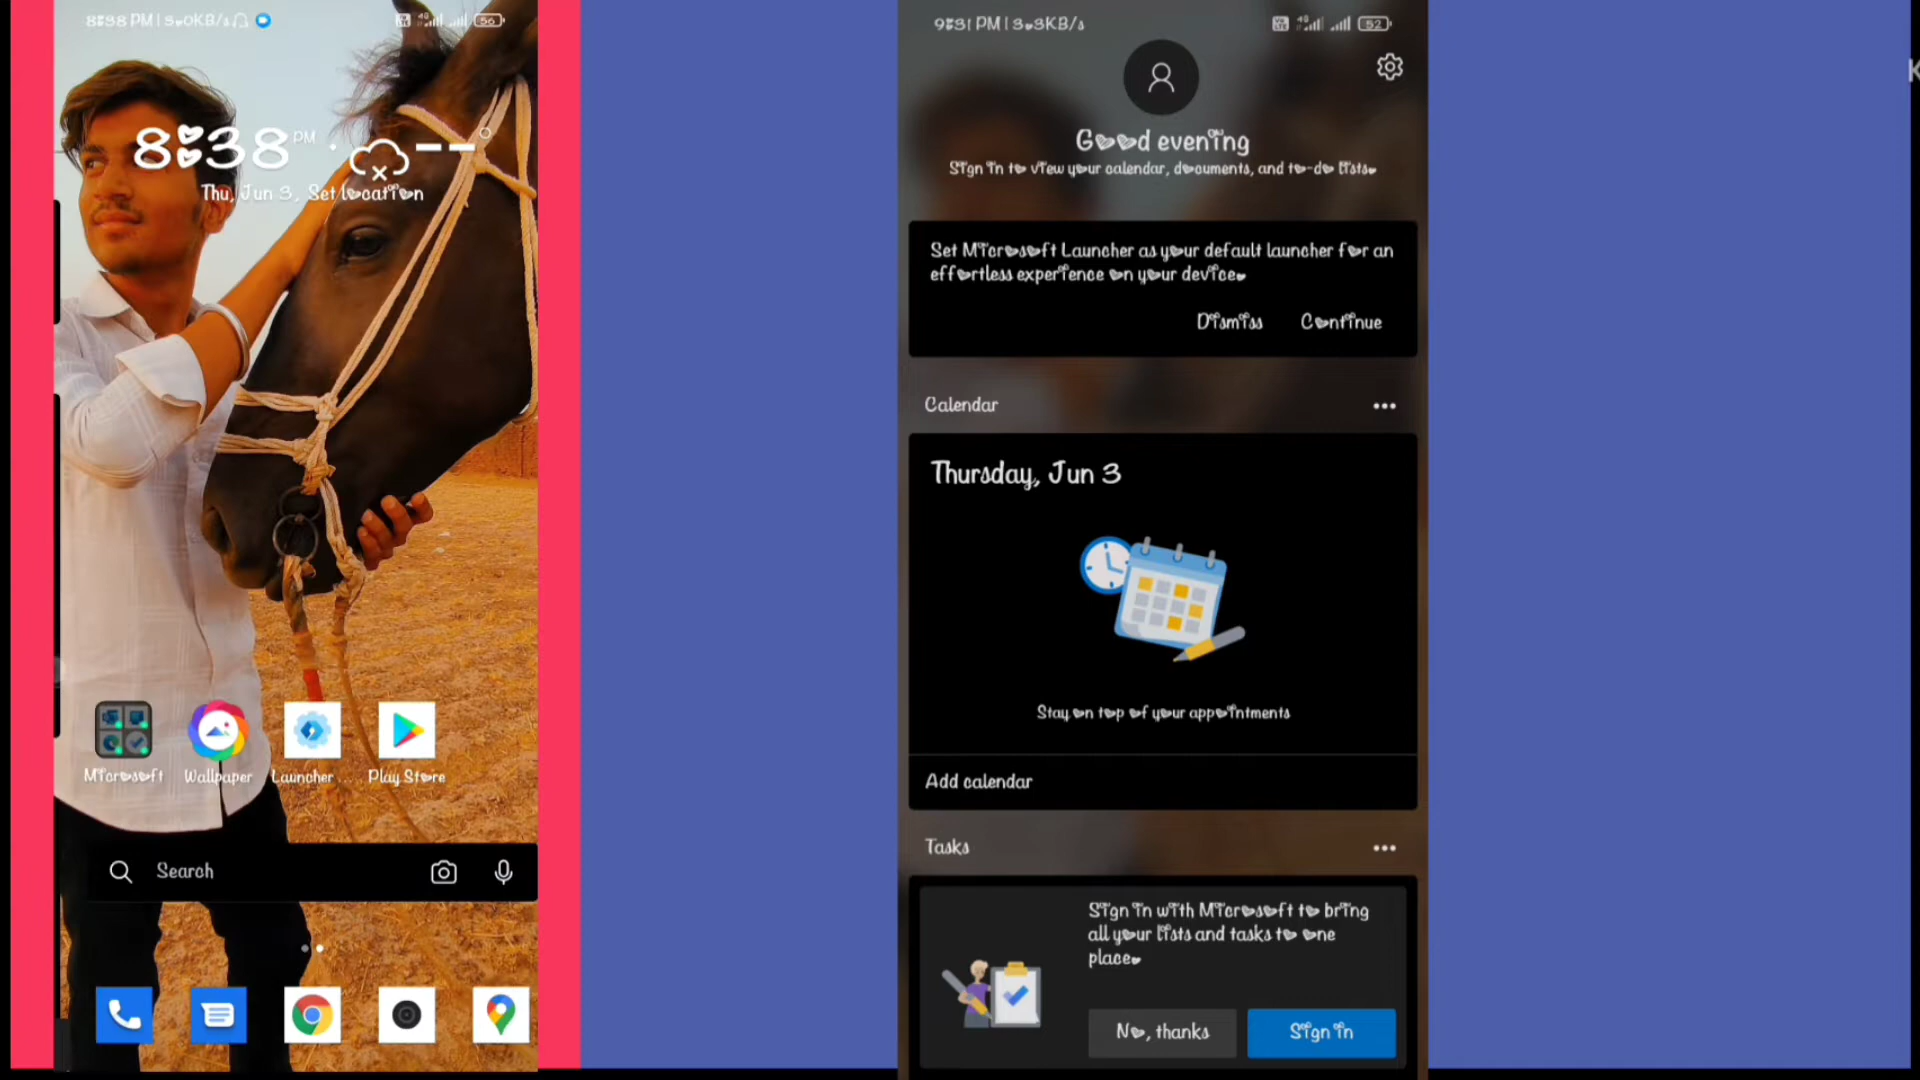 8:38 PM | 3.0KB/s
4G
56
8:38 PM
Thu, Jun 3, Set location
Microsoft
Wallpaper
Launcher ...
Play Store
Search
9:31 PM | 3.3KB/s
4G
52
Good evening
Sign in to view your calendar, documents, and to-do lists.
Set Microsoft Launcher as your default launcher for an
effortless experience on your device.
Dismiss
Continue
Calendar
Thursday, Jun 3
Stay on top of your appointments
Add calendar
Tasks
Sign in with Microsoft to bring
all your lists and tasks to one
place.
No, thanks
Sign in
K